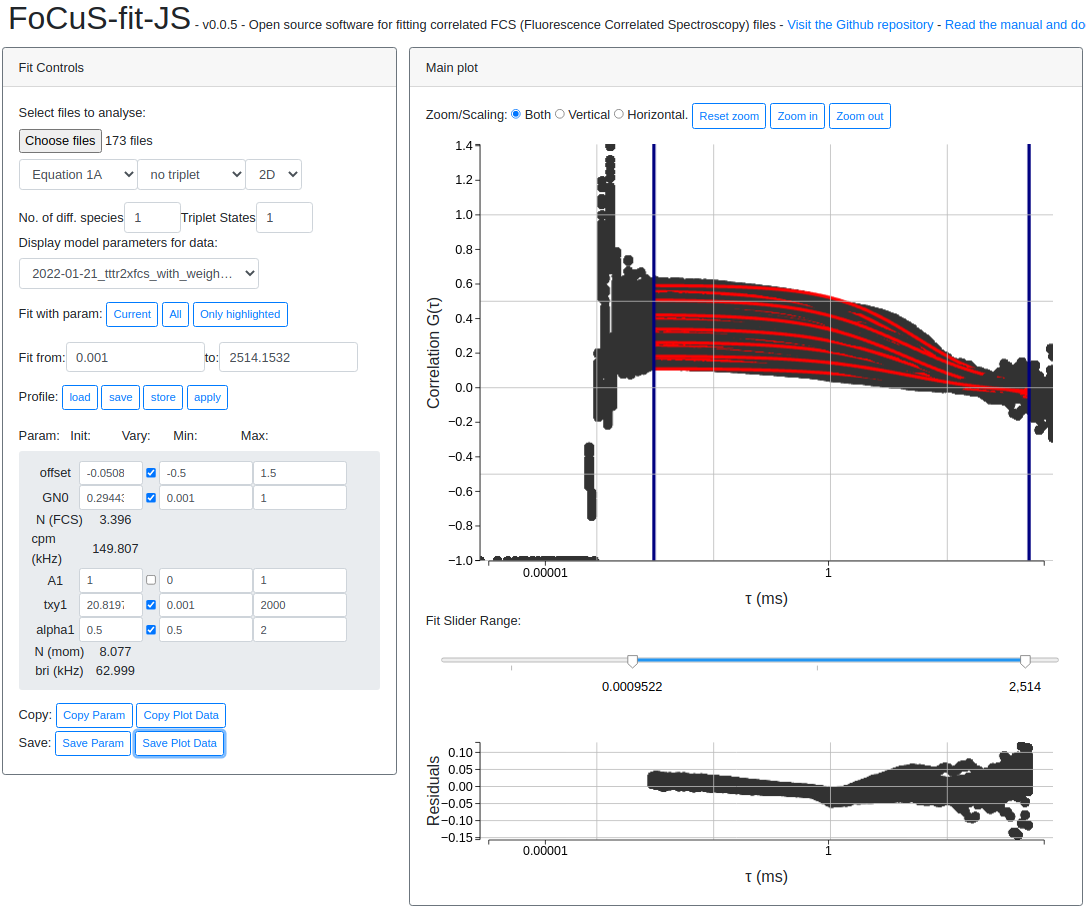 FoCuS-fit-JS - v0.0.5 - Open source software for fitting correlated FCS (Fluorescence Correlated Spectroscopy) files - Visit the Github repository - Read the manual and do
Fit Controls
Select files to analyse:
Choose files 173 files
Equation 1A no triplet 2D
No. of diff. species 1 Triplet States 1
Display model parameters for data:
2022-01-21_tttr2xfcs_with_weigh...
Fit with param: Current All Only highlighted
Fit from: 0.001 to: 2514.1532
Profile: load save store apply
Param: Init: Vary: Min: Max:
offset -0.0508 -0.5 1.5
GN0 0.2944 0.001 1
N (FCS) 3.396
cpm
(kHz) 149.807
A1 1 0 1
txy1 20.8197 0.001 2000
alpha1 0.5 0.5 2
N (mom) 8.077
bri (kHz) 62.999
Copy: Copy Param Copy Plot Data
Save: Save Param Save Plot Data
Main plot
Zoom/Scaling: Both Vertical Horizontal. Reset zoom Zoom in Zoom out
Correlation G(τ)
1.4
1.2
1.0
0.8
0.6
0.4
0.2
0.0
−0.2
−0.4
−0.6
−0.8
−1.0
0.00001 1
τ (ms)
Fit Slider Range:
0.0009522 2,514
Residuals
0.10
0.05
0.00
−0.05
−0.10
−0.15
0.00001 1
τ (ms)